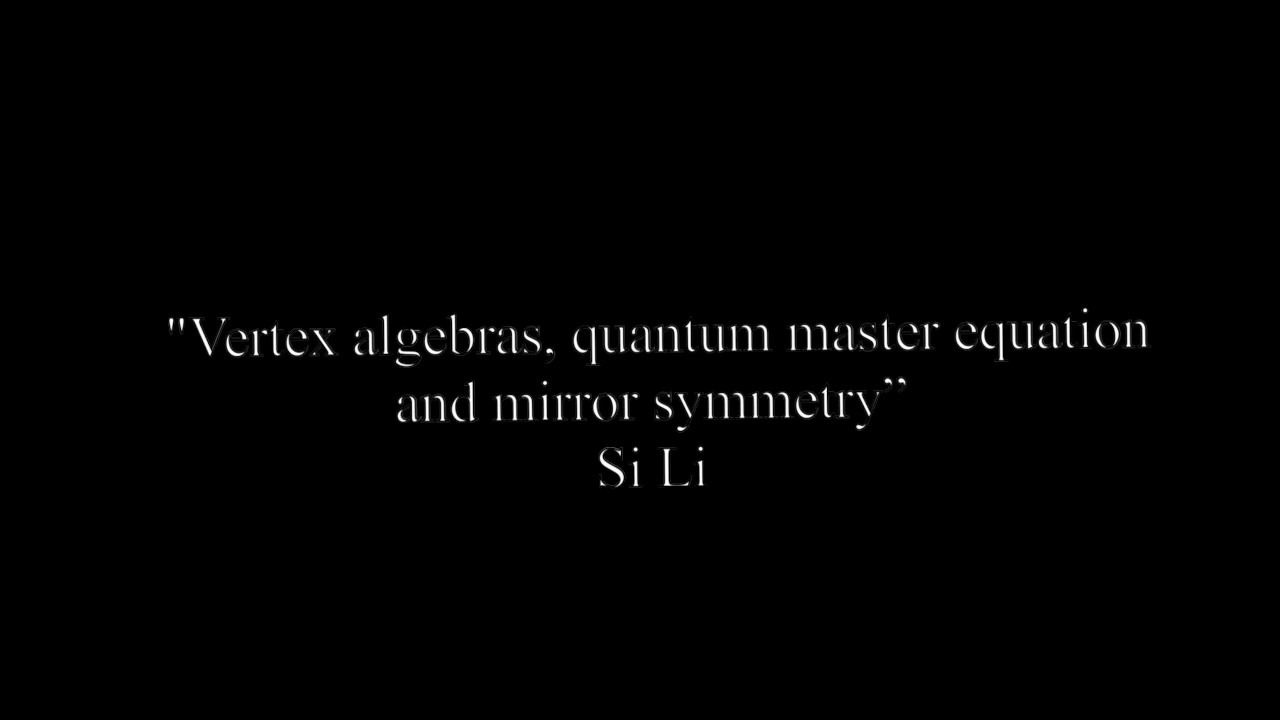 "Vertex algebras, quantum master equation
and mirror symmetry”
Si Li